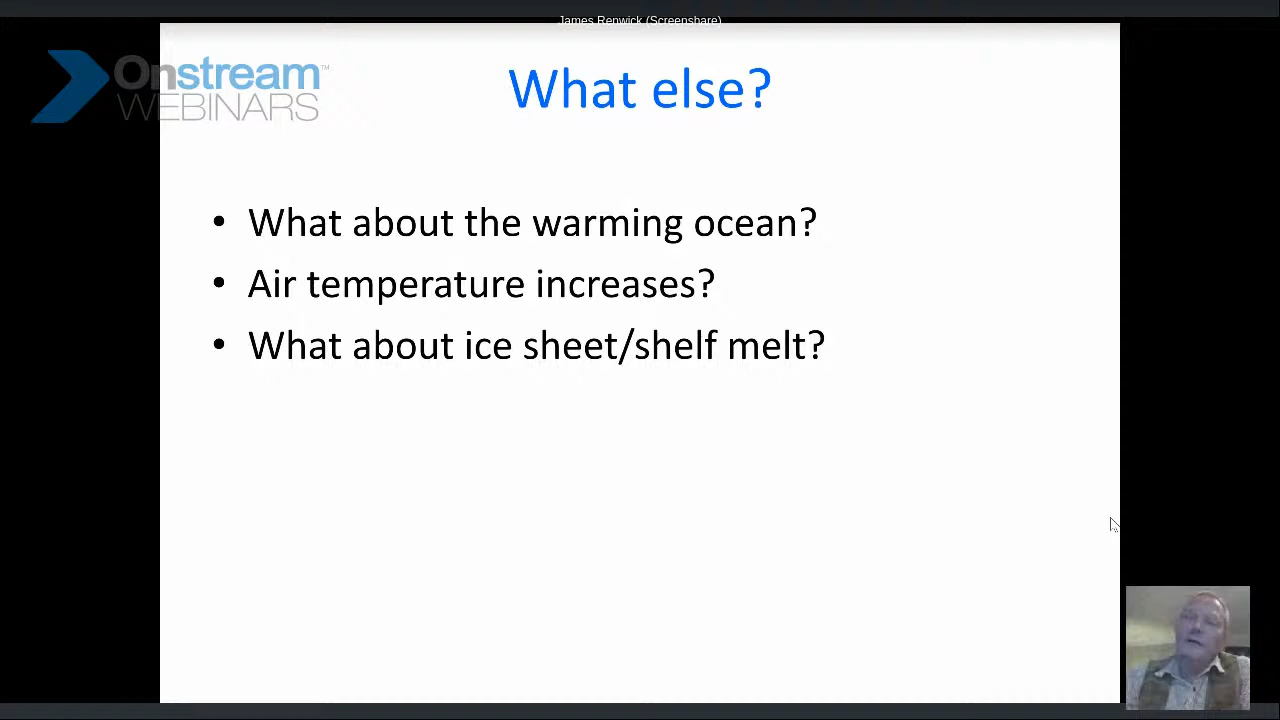 James Renwick (Screenshare)
Onstream™
WEBINARS
What else?
• What about the warming ocean?
• Air temperature increases?
• What about ice sheet/shelf melt?